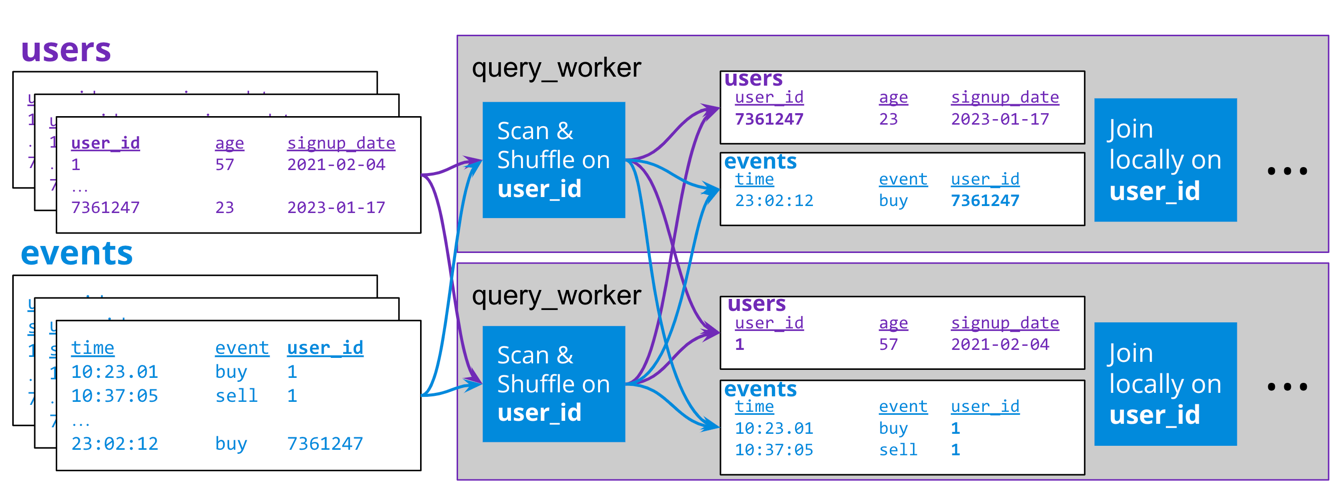 users
user_id age signup_date
1 57 2021-02-04
...
7361247 23 2023-01-17
events
time event user_id
10:23.01 buy 1
10:37:05 sell 1
...
23:02:12 buy 7361247
query_worker
Scan &
Shuffle on
user_id
users
user_id age signup_date
7361247 23 2023-01-17
events
time event user_id
23:02:12 buy 7361247
Join
locally on
user_id
...
query_worker
Scan &
Shuffle on
user_id
users
user_id age signup_date
1 57 2021-02-04
events
time event user_id
10:23.01 buy 1
10:37:05 sell 1
Join
locally on
user_id
...